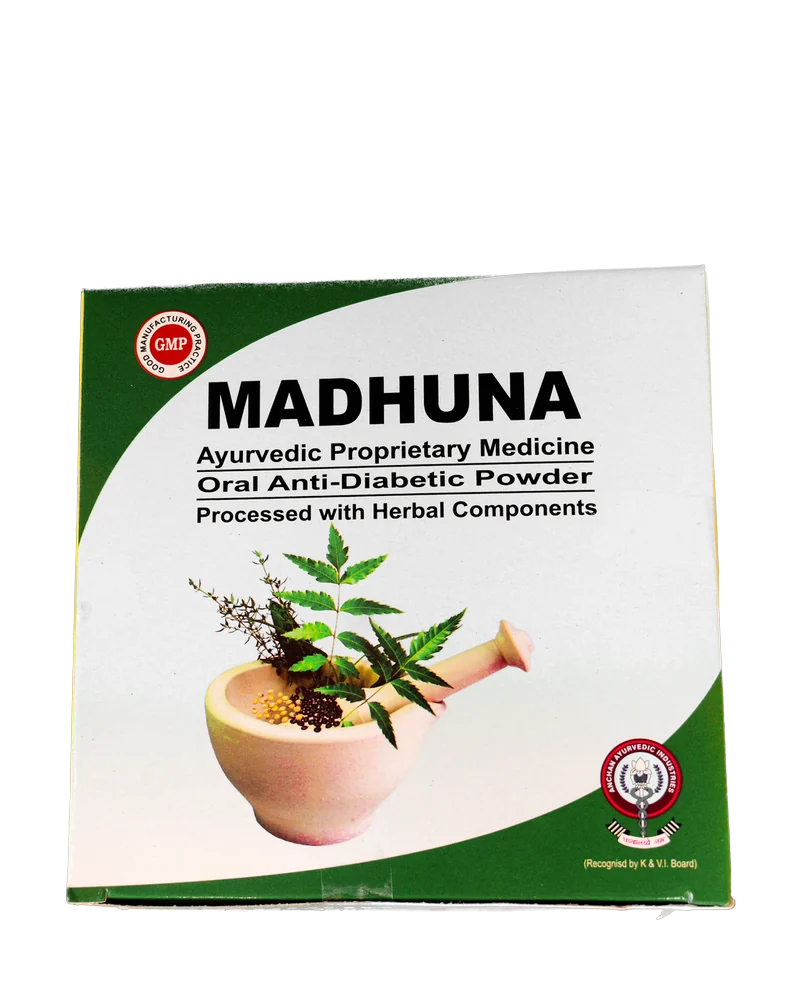 GOOD MANUFACTURING PRACTICE
GMP
MADHUNA
Ayurvedic Proprietary Medicine
Oral Anti-Diabetic Powder
Processed with Herbal Components
ANCHAN AYURVEDIC INDUSTRIES
(Recognisd by K & V.I. Board)